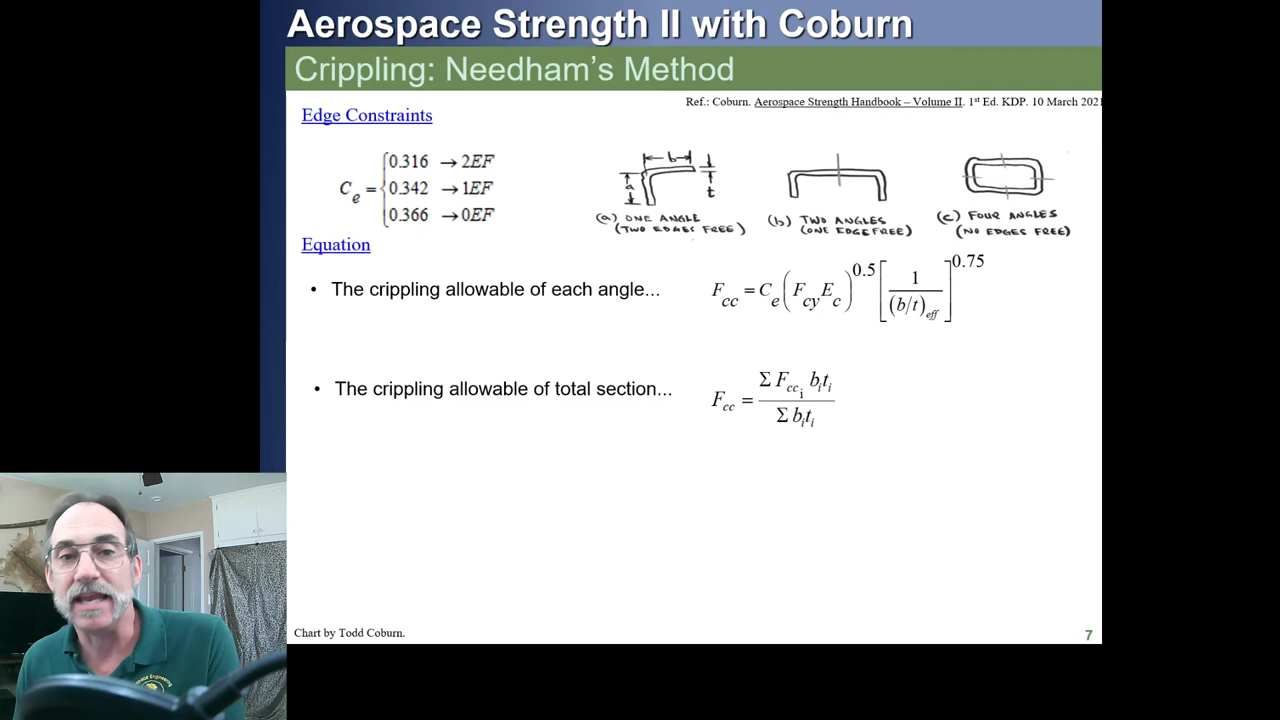 Aerospace Strength II with Coburn
Crippling: Needham's Method
Ref.: Coburn. Aerospace Strength Handbook – Volume II. 1st Ed. KDP. 10 March 2021
Edge Constraints
C_e = { 0.316 → 2EF
0.342 → 1EF
0.366 → 0EF
b
a
t
(a) ONE ANGLE
(TWO EDGES FREE)
(b) TWO ANGLES
(ONE EDGE FREE)
(c) FOUR ANGLES
(NO EDGES FREE)
Equation
• The crippling allowable of each angle...
F_cc = C_e (F_cy E_c)^0.5 [1 / (b/t)_eff]^0.75
• The crippling allowable of total section...
F_cc = Σ F_cc_i b_i t_i / Σ b_i t_i
Chart by Todd Coburn.
7